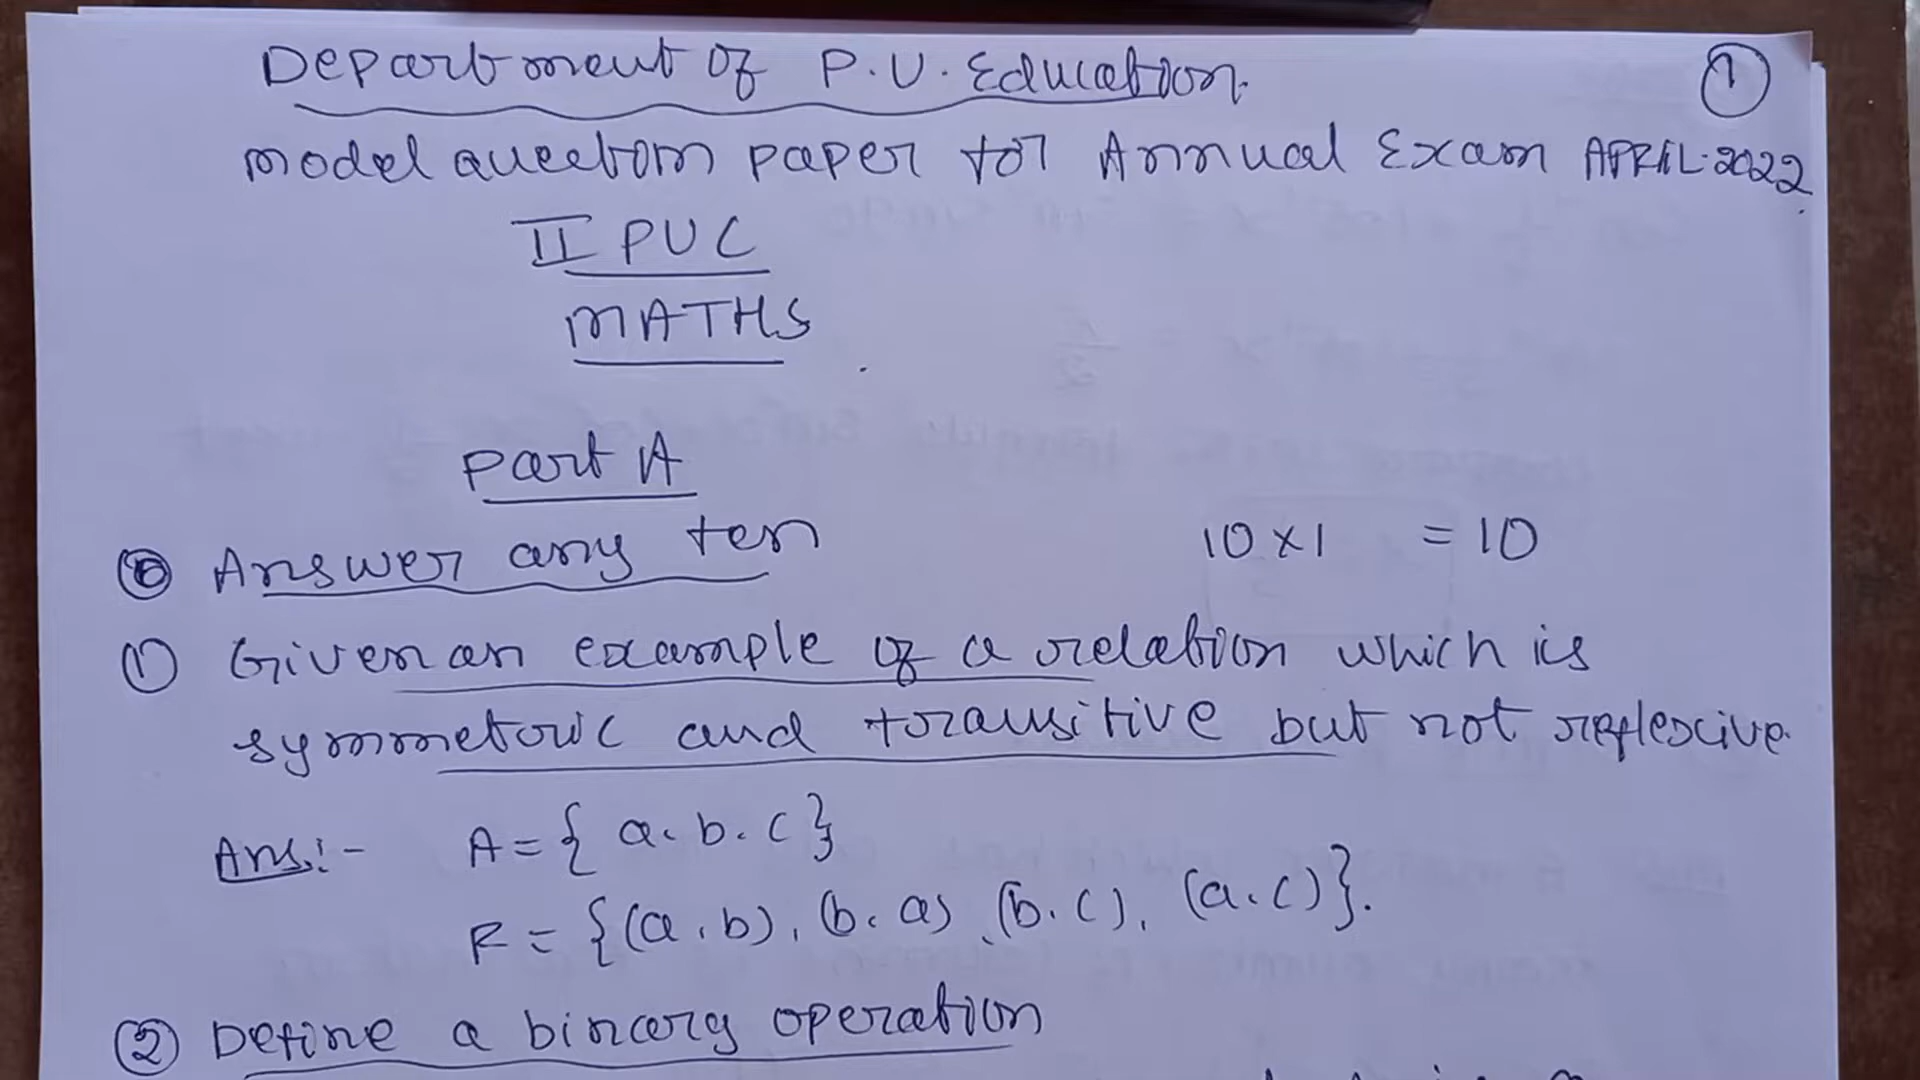 Department of P.U. Education.
1
Model Question paper for Annual Exam APRIL-2022
II PUC
MATHS
Part A
Answer any ten 10 x 1 = 10
① Given an example of a relation which is
symmetric and transitive but not reflexive.
Ans:- A = { a. b. c}
R = {(a, b), (b. a), (b. c), (a. c)}.
② Define a binary operation